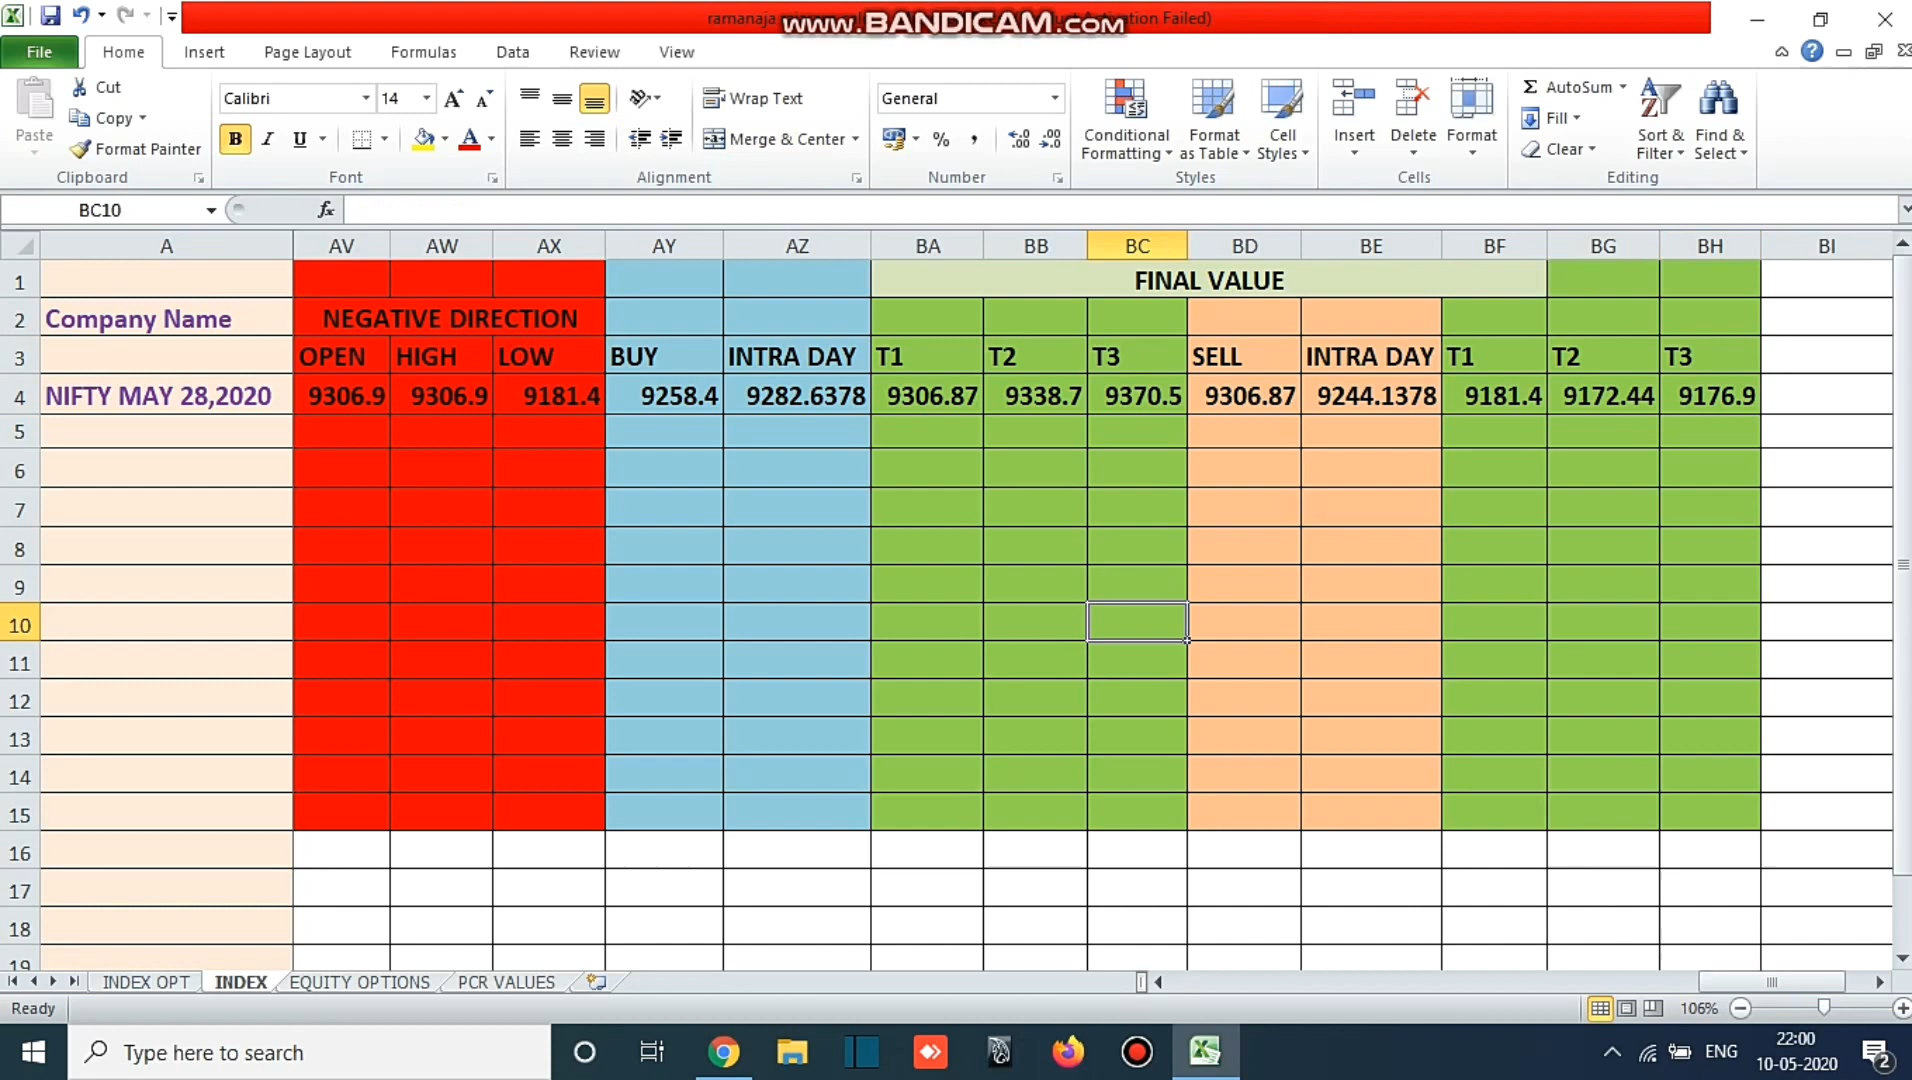 ramanaja
www.BANDICAM.com
Activation Failed)
File Home Insert Page Layout Formulas Data Review View
Paste
Cut
Copy
Format Painter
Clipboard
Calibri 14
B I U
Font
Wrap Text
Merge & Center
Alignment
General
% ,
Number
Conditional Formatting
Format as Table
Cell Styles
Styles
Insert Delete Format
Cells
Σ AutoSum
Fill
Clear
Sort & Filter
Find & Select
Editing
BC10 fx
A AV AW AX AY AZ BA BB BC BD BE BF BG BH BI
1 FINAL VALUE
2 Company Name NEGATIVE DIRECTION
3 OPEN HIGH LOW BUY INTRA DAY T1 T2 T3 SELL INTRA DAY T1 T2 T3
4 NIFTY MAY 28,2020 9306.9 9306.9 9181.4 9258.4 9282.6378 9306.87 9338.7 9370.5 9306.87 9244.1378 9181.4 9172.44 9176.9
5
6
7
8
9
10
11
12
13
14
15
16
17
18
19
INDEX OPT INDEX EQUITY OPTIONS PCR VALUES
Ready 106%
Type here to search ENG 22:00
10-05-2020 2